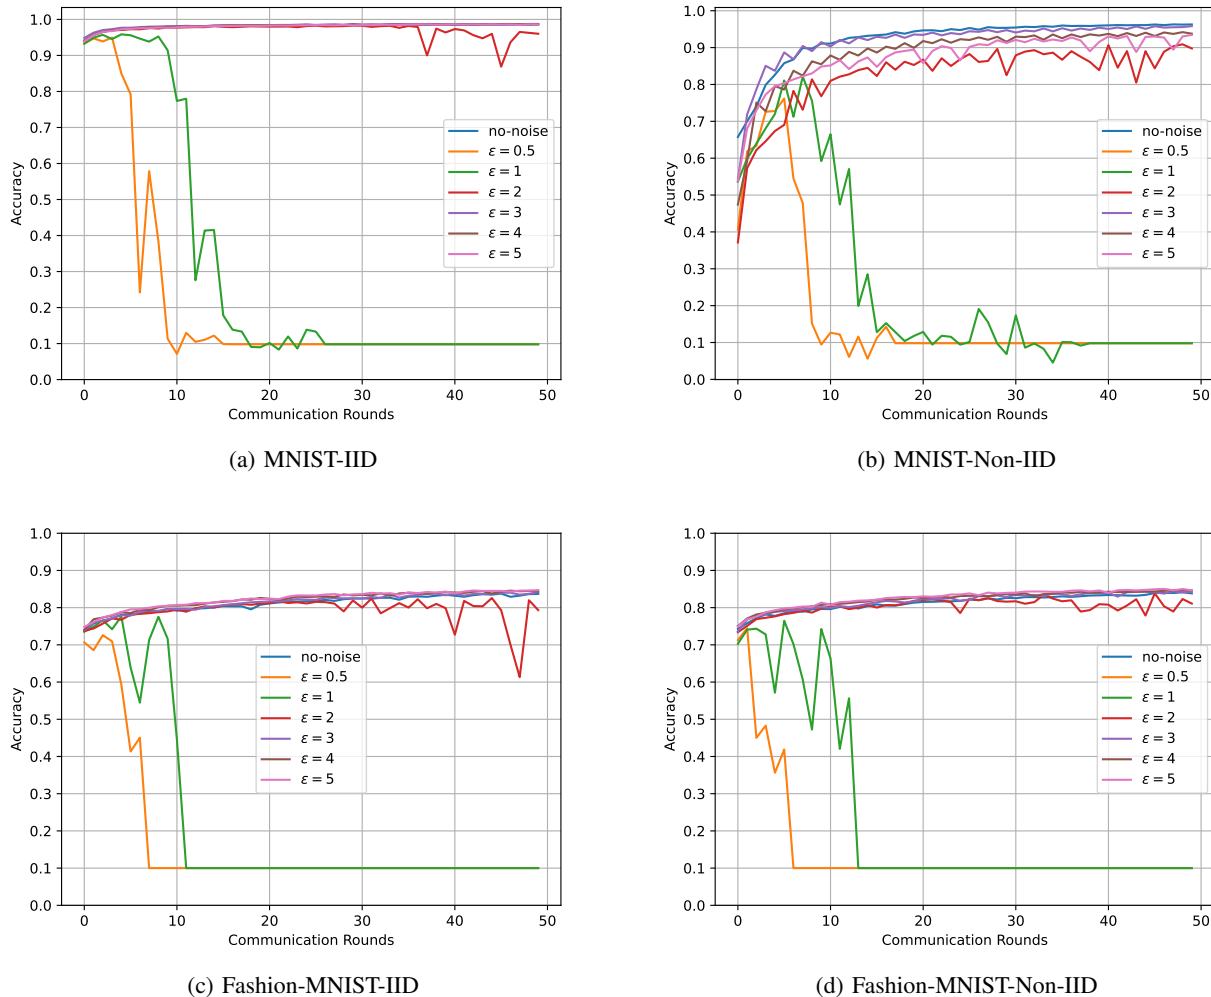 1.0
0.9
0.8
0.7
0.6
0.5
0.4
0.3
0.2
0.1
0.0
Accuracy
0 10 20 30 40 50
Communication Rounds
no-noise
ε = 0.5
ε = 1
ε = 2
ε = 3
ε = 4
ε = 5
(a) MNIST-IID
1.0
0.9
0.8
0.7
0.6
0.5
0.4
0.3
0.2
0.1
0.0
Accuracy
0 10 20 30 40 50
Communication Rounds
no-noise
ε = 0.5
ε = 1
ε = 2
ε = 3
ε = 4
ε = 5
(b) MNIST-Non-IID
1.0
0.9
0.8
0.7
0.6
0.5
0.4
0.3
0.2
0.1
0.0
Accuracy
0 10 20 30 40 50
Communication Rounds
no-noise
ε = 0.5
ε = 1
ε = 2
ε = 3
ε = 4
ε = 5
(c) Fashion-MNIST-IID
1.0
0.9
0.8
0.7
0.6
0.5
0.4
0.3
0.2
0.1
0.0
Accuracy
0 10 20 30 40 50
Communication Rounds
no-noise
ε = 0.5
ε = 1
ε = 2
ε = 3
ε = 4
ε = 5
(d) Fashion-MNIST-Non-IID